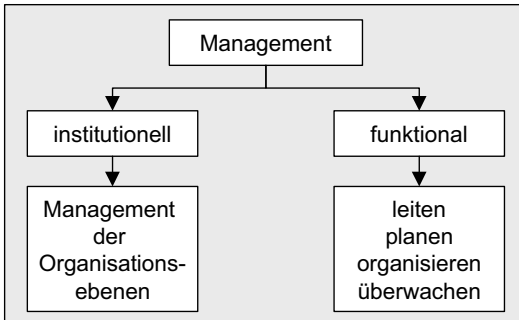 Management
institutionell
funktional
Management
der
Organisations-
ebenen
leiten
planen
organisieren
überwachen